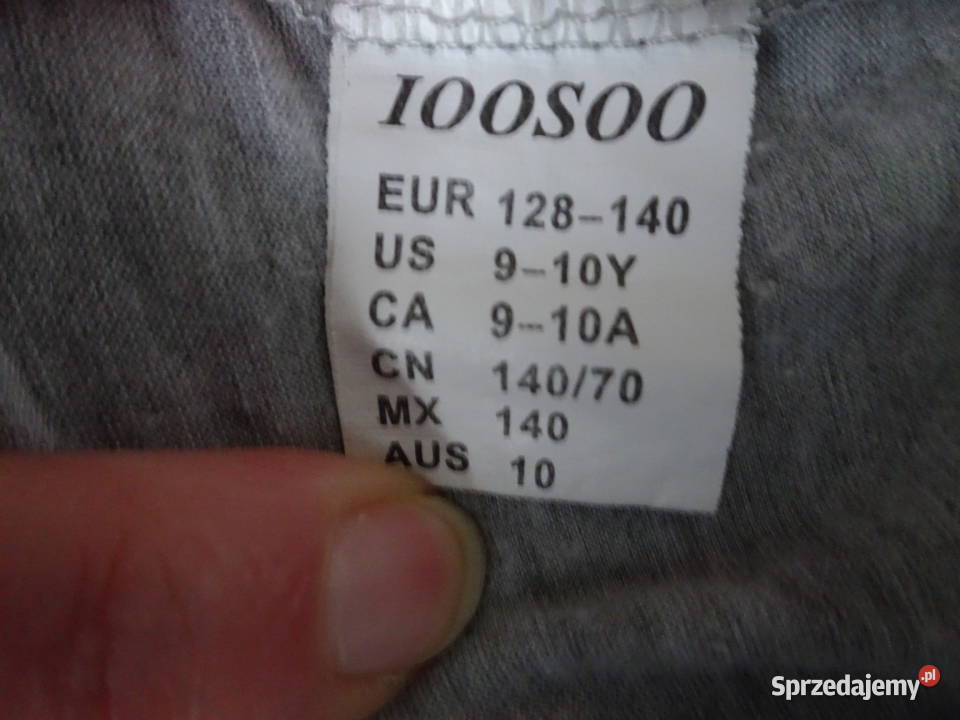 IOOSOO
EUR 128-140
US 9-10Y
CA 9--10A
CN 140/70
MX 140
AUS 10
Sprzedajemy.pl